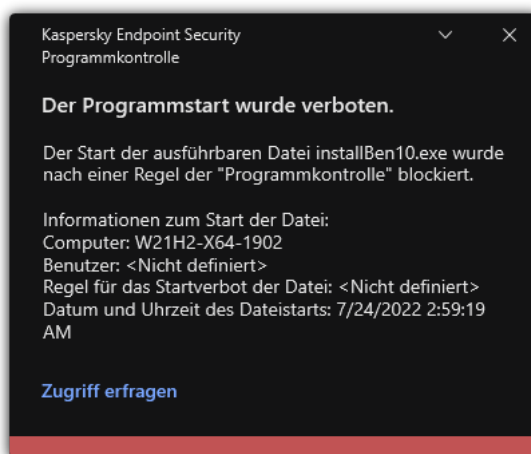 Kaspersky Endpoint Security
Programmkontrolle
Der Programmstart wurde verboten.
Der Start der ausführbaren Datei installBen10.exe wurde
nach einer Regel der "Programmkontrolle" blockiert.
Informationen zum Start der Datei:
Computer: W21H2-X64-1902
Benutzer: <Nicht definiert>
Regel für das Startverbot der Datei: <Nicht definiert>
Datum und Uhrzeit des Dateistarts: 7/24/2022 2:59:19
AM
Zugriff erfragen